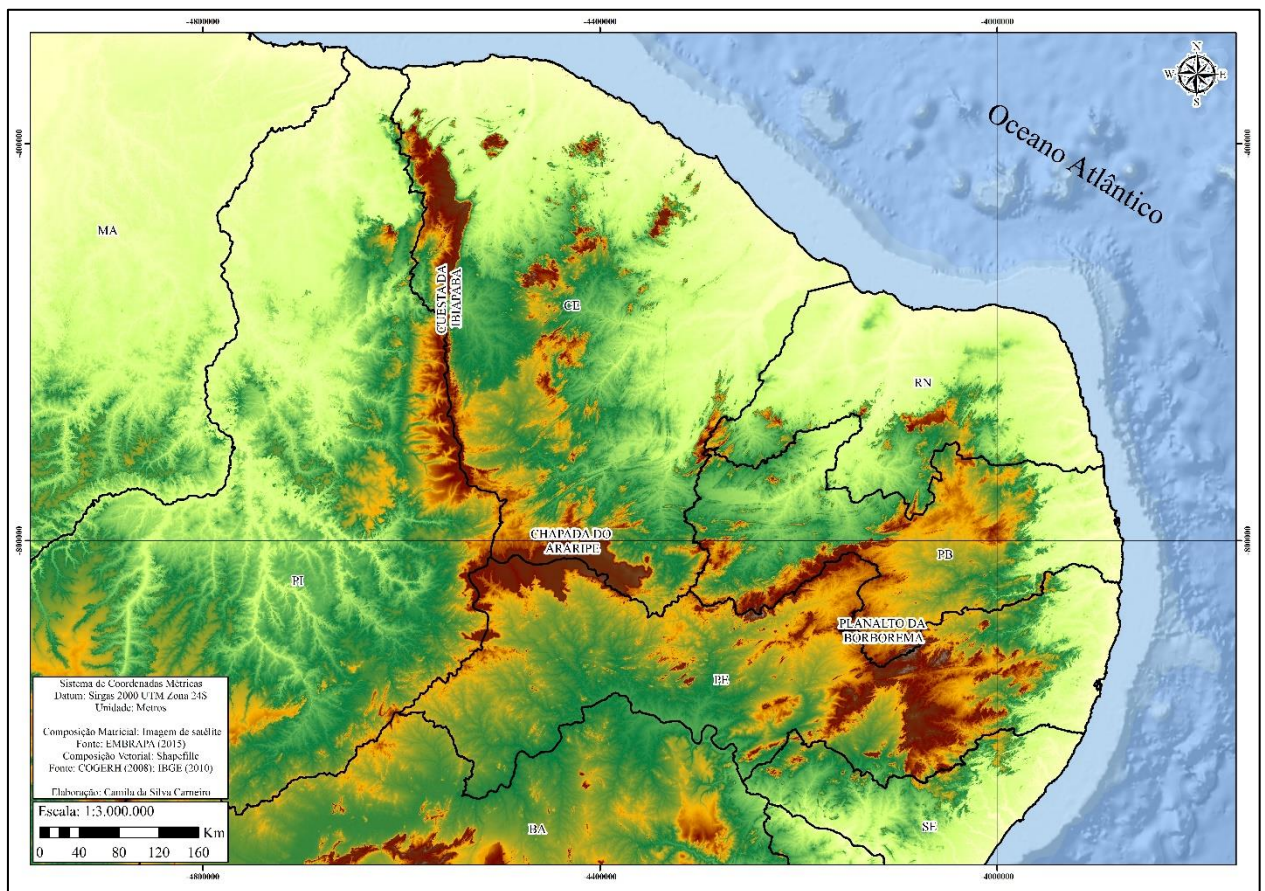 -4800000
-4400000
-4000000
N
W
E
S
Oceano Atlântico
-400000
-400000
MA
CUESTA DA
IBIAPABA
CE
RN
CHAPADA DO
ARARIPE
-800000
-800000
PI
PB
PLANALTO DA
BORBOREMA
PE
Sistema de Coordenadas Métricas
Datum: Sirgas 2000 UTM Zona 24S
Unidade: Metros
Composição Matricial: Imagem de satélite
Fonte: EMBRAPA (2015)
Composição Vetorial: Shapefille
Fonte: COGERH (2008); IBGE (2010)
Elaboração: Camila da Silva Carneiro
Escala: 1:3.000.000
0 40 80 120 160 Km
BA
SE
-4800000
-4400000
-4000000